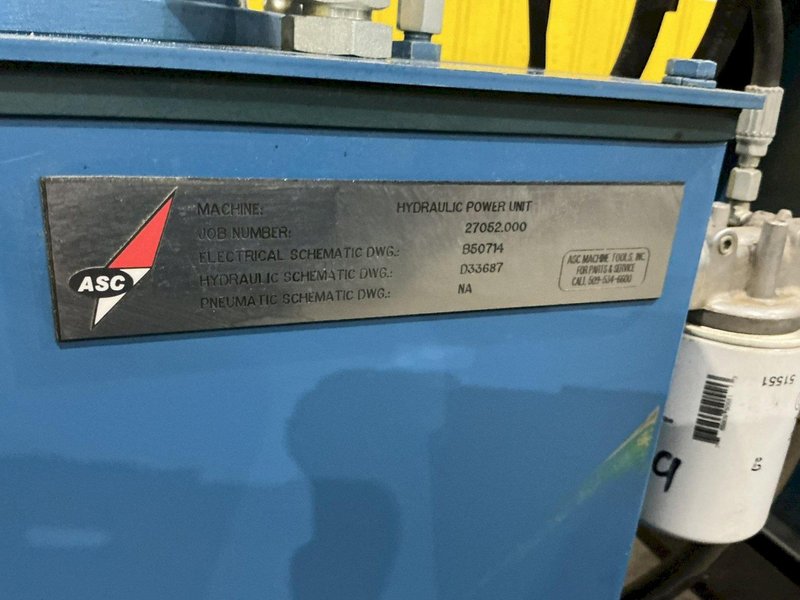 ASC
MACHINE: HYDRAULIC POWER UNIT
JOB NUMBER: 27052.000
ELECTRICAL SCHEMATIC DWG.: B50714
HYDRAULIC SCHEMATIC DWG.: D33687
PNEUMATIC SCHEMATIC DWG.: NA
ASC MACHINE TOOLS, INC.
FOR PARTS & SERVICE
CALL 509-534-6600
51551